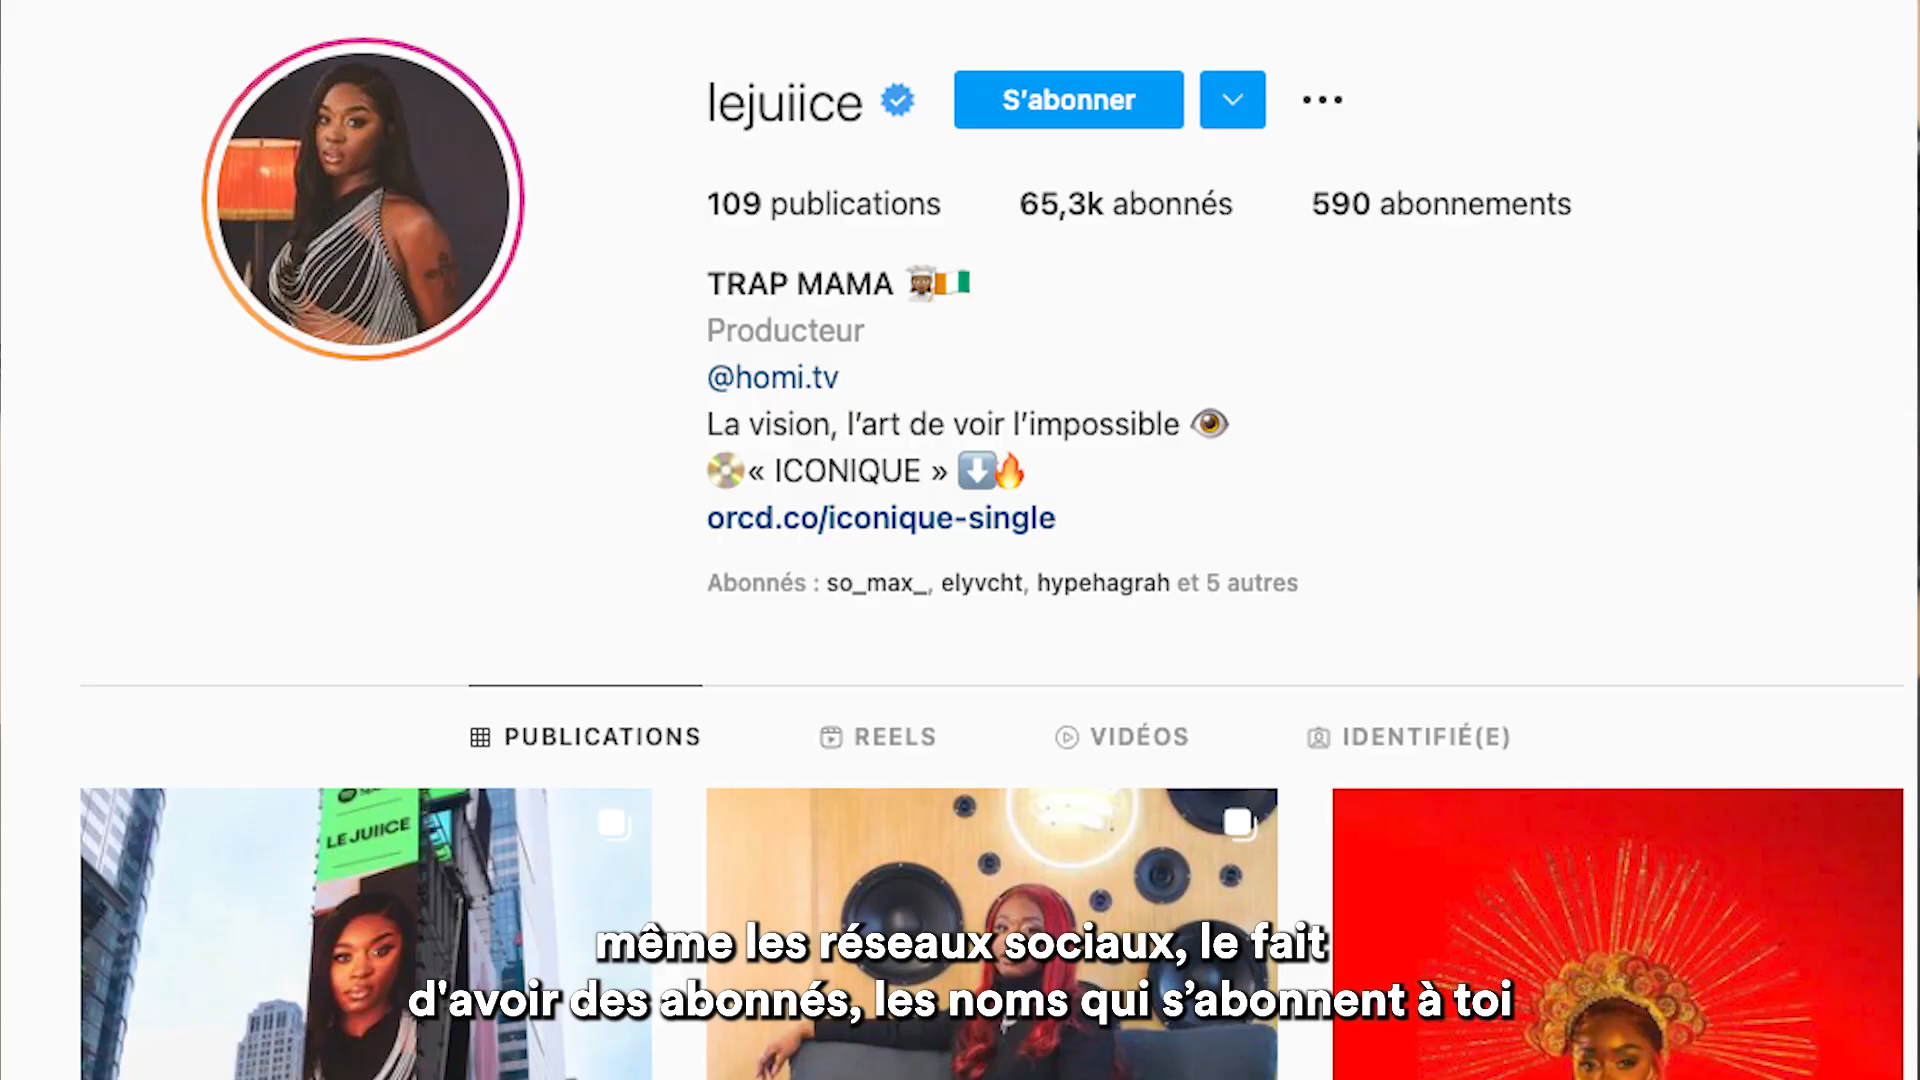 lejuiice
S'abonner
109 publications
65,3k abonnés
590 abonnements
TRAP MAMA
Producteur
@homi.tv
La vision, l'art de voir l'impossible
« ICONIQUE »
orcd.co/iconique-single
Abonnés : so_max_, elyvcht, hypehagrah et 5 autres
PUBLICATIONS
REELS
VIDÉOS
IDENTIFIÉ(E)
LE JUIICE
même les réseaux sociaux, le fait
d'avoir des abonnés, les noms qui s'abonnent à toi